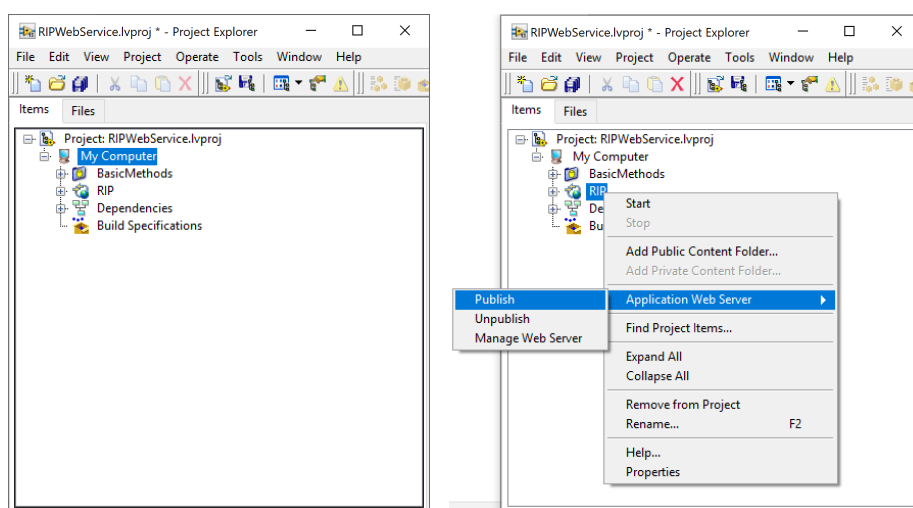 RIPWebService.lvproj * - Project Explorer
File Edit View Project Operate Tools Window Help
Items Files
Project: RIPWebService.lvproj
My Computer
BasicMethods
RIP
Dependencies
Build Specifications
RIPWebService.lvproj * - Project Explorer
File Edit View Project Operate Tools Window Help
Items Files
Project: RIPWebService.lvproj
My Computer
BasicMethods
RIP
De
Bu
Start
Stop
Add Public Content Folder...
Add Private Content Folder...
Application Web Server
Publish
Unpublish
Manage Web Server
Find Project Items...
Expand All
Collapse All
Remove from Project
Rename... F2
Help...
Properties